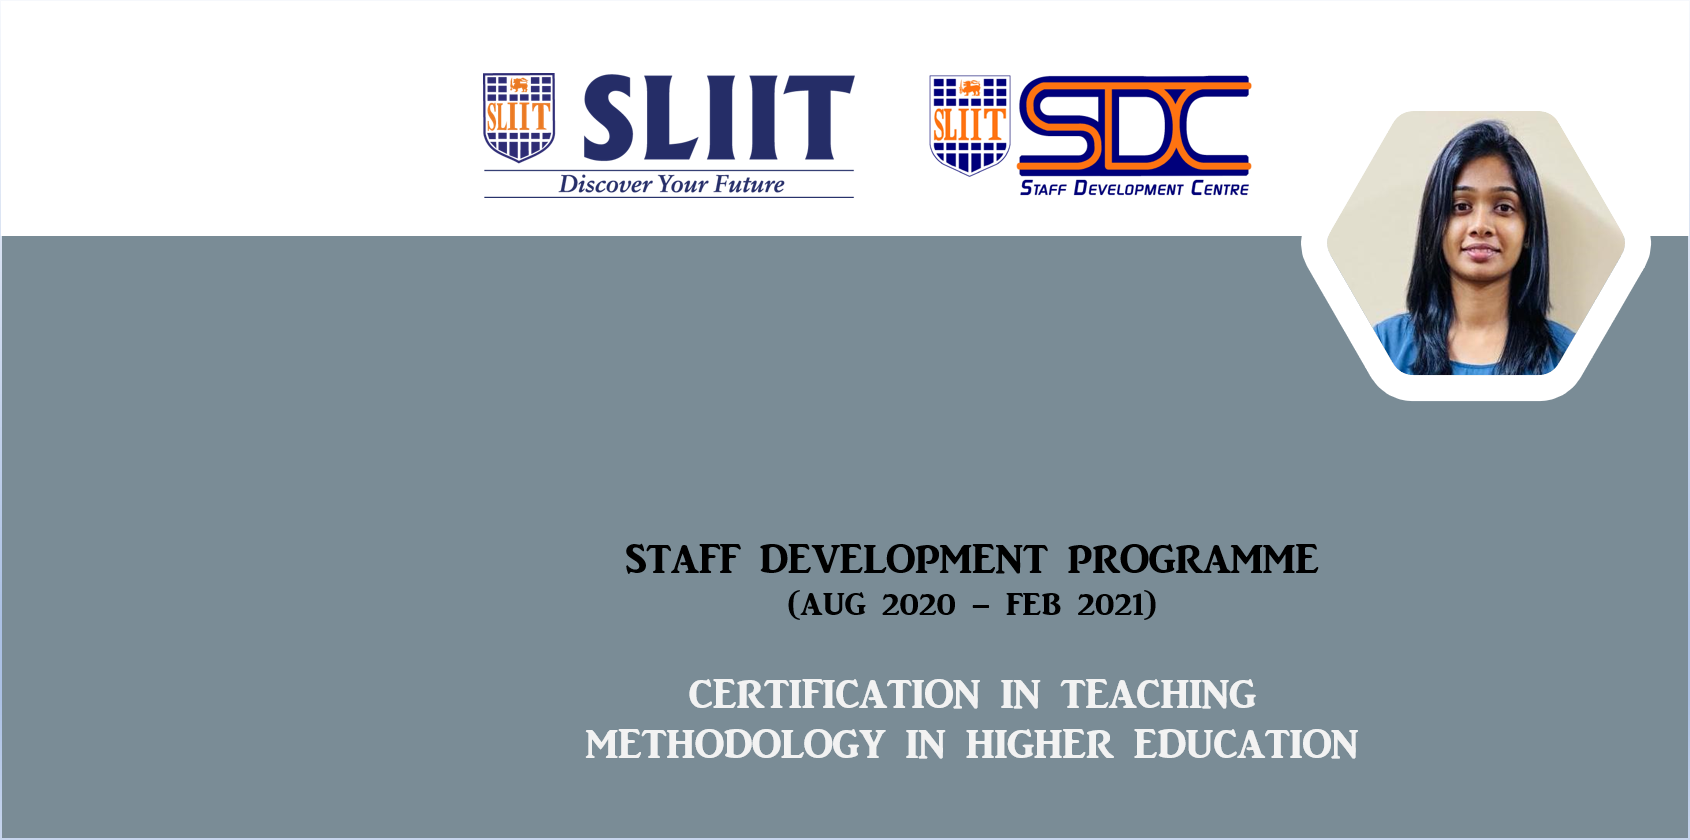 SLIIT
SLIIT
Discover Your Future
SLIIT
SDC
STAFF DEVELOPMENT CENTRE
STAFF DEVELOPMENT PROGRAMME
(AUG 2020 – FEB 2021)
CERTIFICATION IN TEACHING
METHODOLOGY IN HIGHER EDUCATION